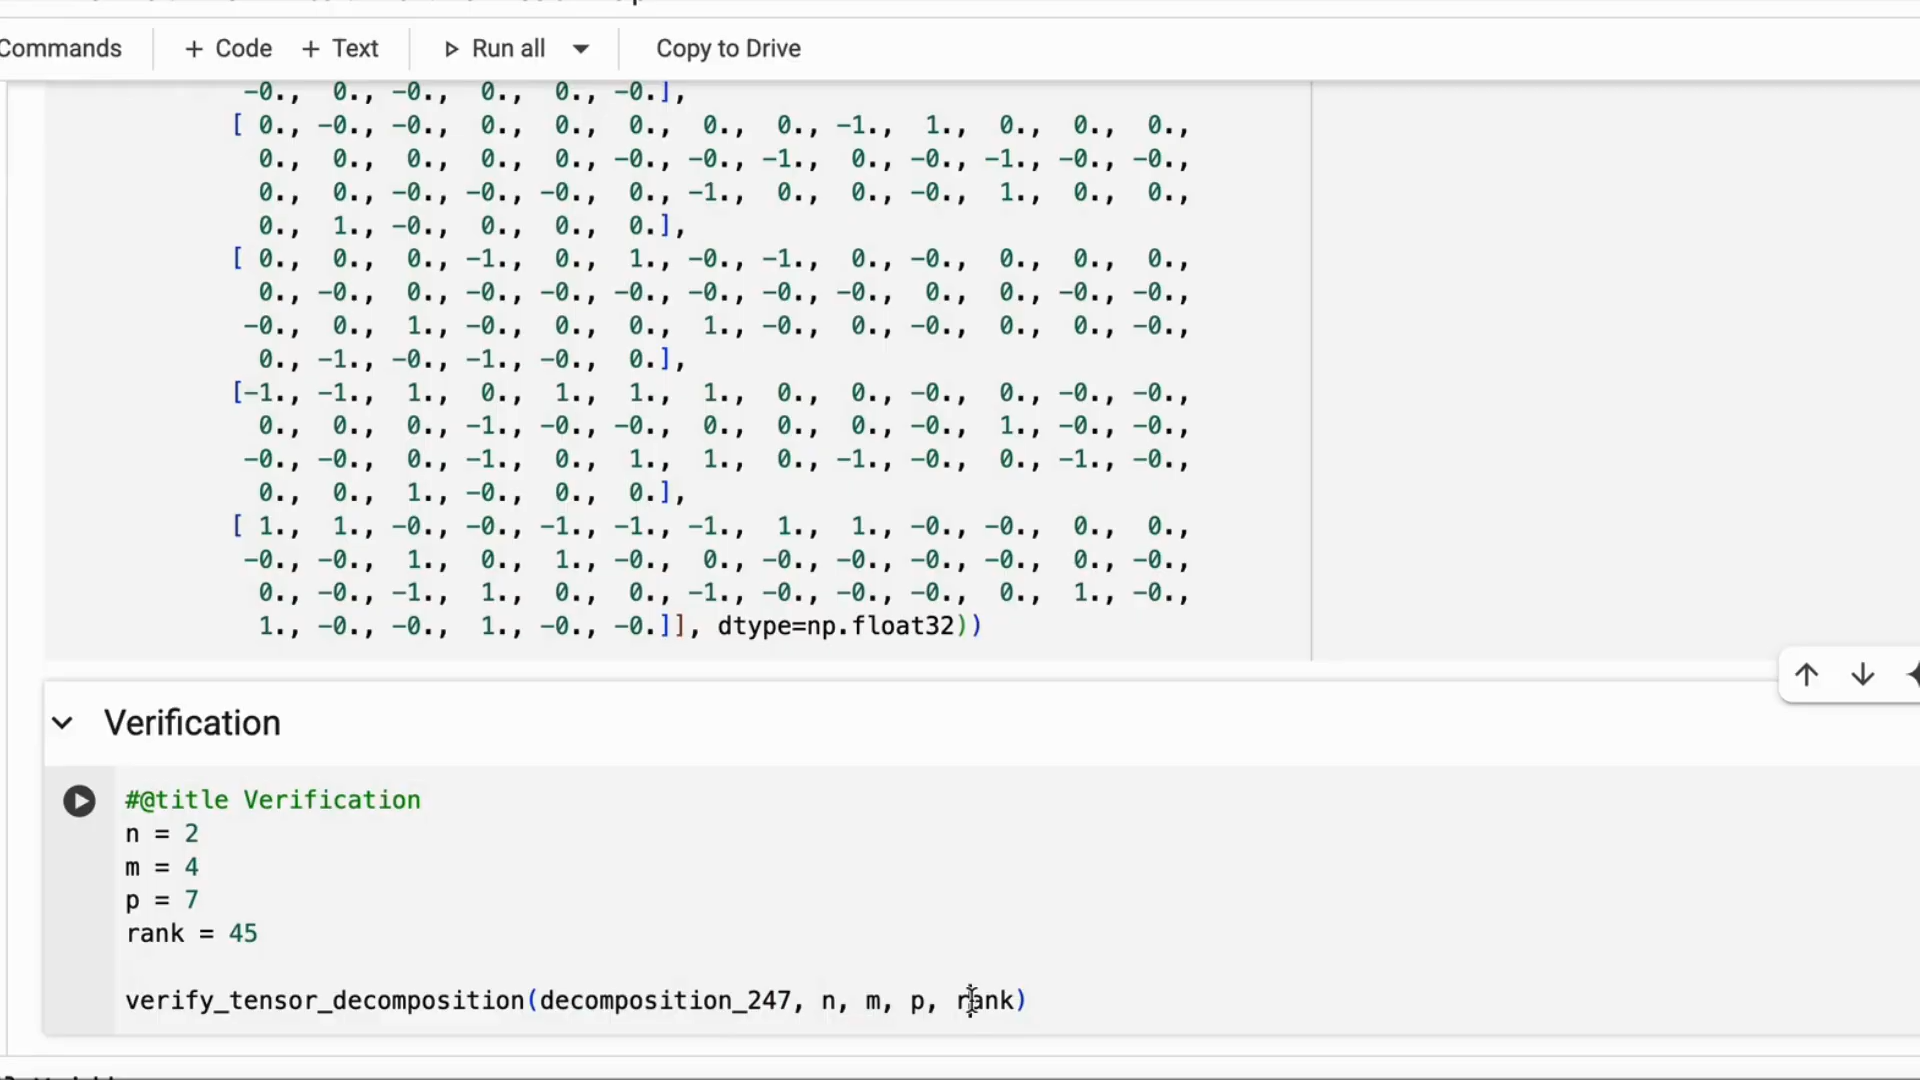 Commands + Code + Text Run all Copy to Drive
-0., 0., -0., 0., 0., -0.],
[ 0., -0., -0., 0., 0., 0., 0., 0., -1., 1., 0., 0., 0.,
0., 0., 0., 0., 0., -0., -0., -1., 0., -0., -1., -0., -0.,
0., 0., -0., -0., -0., 0., -1., 0., 0., -0., 1., 0., 0.,
0., 1., -0., 0., 0., 0.],
[ 0., 0., 0., -1., 0., 1., -0., -1., 0., -0., 0., 0., 0.,
0., -0., 0., -0., -0., -0., -0., -0., -0., 0., 0., -0., -0.,
-0., 0., 1., -0., 0., 0., 1., -0., 0., -0., 0., 0., -0.,
0., -1., -0., -1., -0., 0.],
[-1., -1., 1., 0., 1., 1., 1., 0., 0., -0., 0., -0., -0.,
0., 0., 0., -1., -0., -0., 0., 0., 0., -0., 1., -0., -0.,
-0., -0., 0., -1., 0., 1., 1., 0., -1., -0., 0., -1., -0.,
0., 0., 1., -0., 0., 0.],
[ 1., 1., -0., -0., -1., -1., -1., 1., 1., -0., -0., 0., 0.,
-0., -0., 1., 0., 1., -0., 0., -0., -0., -0., -0., 0., -0.,
0., -0., -1., 1., 0., 0., -1., -0., -0., -0., 0., 1., -0.,
1., -0., -0., 1., -0., -0.]], dtype=np.float32))
Verification
#@title Verification
n = 2
m = 4
p = 7
rank = 45
verify_tensor_decomposition(decomposition_247, n, m, p, rank)